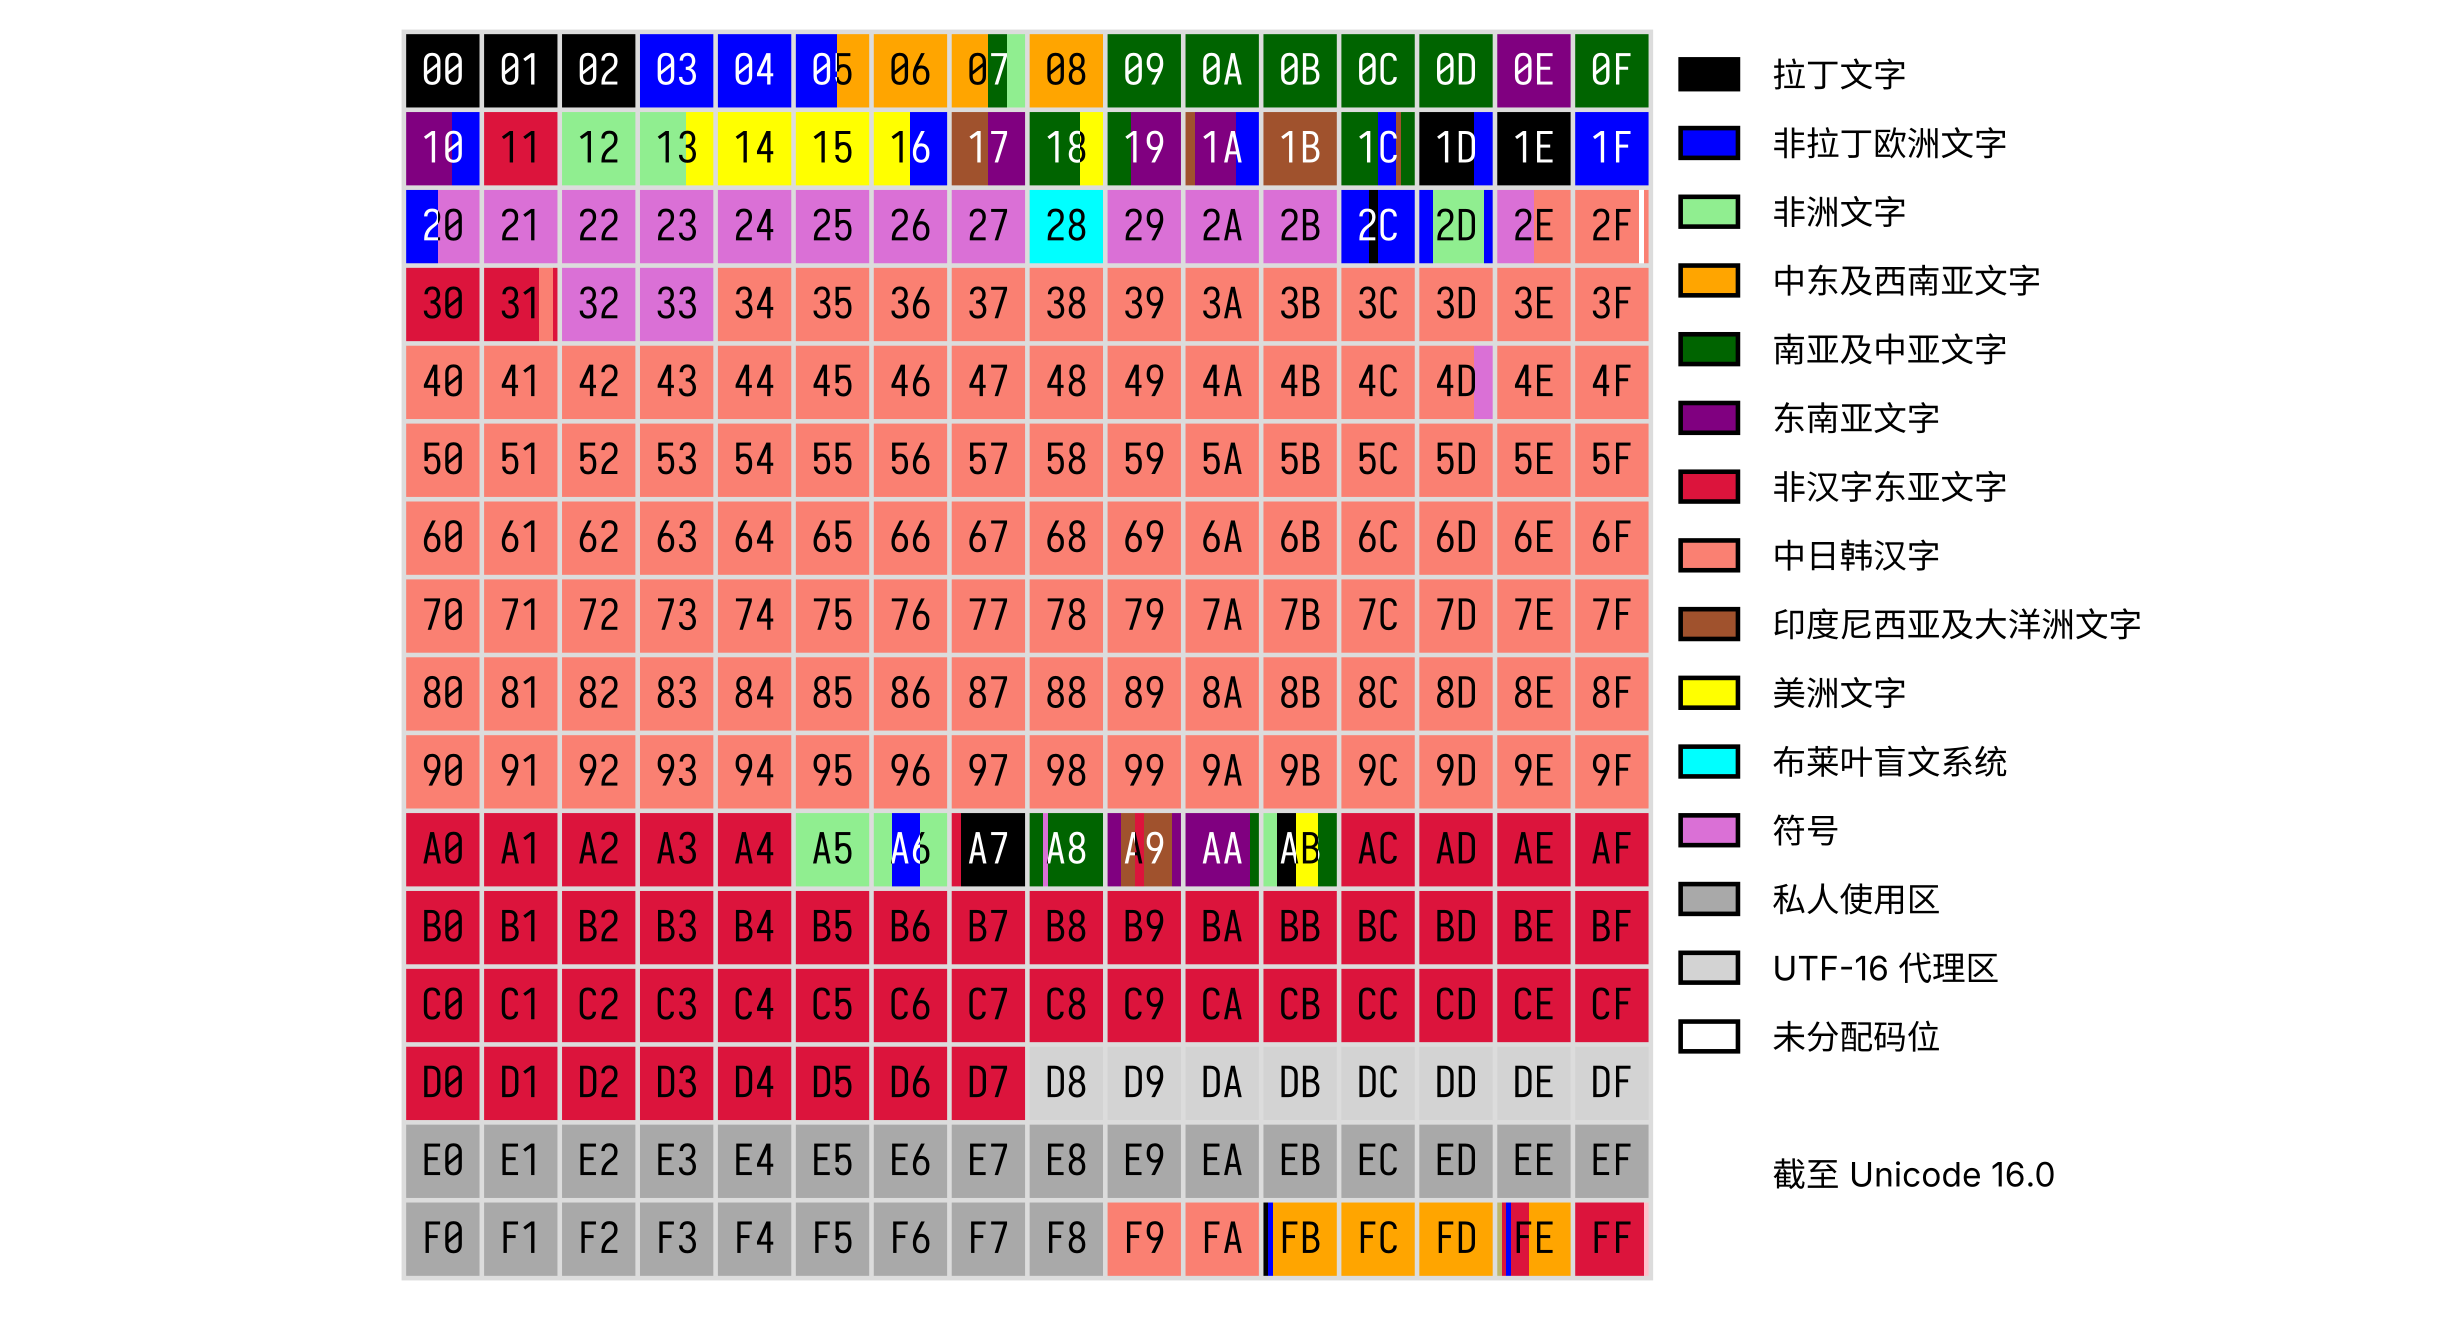 00 01 02 03 04 05 06 07 08 09 0A 0B 0C 0D 0E 0F
10 11 12 13 14 15 16 17 18 19 1A 1B 1C 1D 1E 1F
20 21 22 23 24 25 26 27 28 29 2A 2B 2C 2D 2E 2F
30 31 32 33 34 35 36 37 38 39 3A 3B 3C 3D 3E 3F
40 41 42 43 44 45 46 47 48 49 4A 4B 4C 4D 4E 4F
50 51 52 53 54 55 56 57 58 59 5A 5B 5C 5D 5E 5F
60 61 62 63 64 65 66 67 68 69 6A 6B 6C 6D 6E 6F
70 71 72 73 74 75 76 77 78 79 7A 7B 7C 7D 7E 7F
80 81 82 83 84 85 86 87 88 89 8A 8B 8C 8D 8E 8F
90 91 92 93 94 95 96 97 98 99 9A 9B 9C 9D 9E 9F
A0 A1 A2 A3 A4 A5 A6 A7 A8 A9 AA AB AC AD AE AF
B0 B1 B2 B3 B4 B5 B6 B7 B8 B9 BA BB BC BD BE BF
C0 C1 C2 C3 C4 C5 C6 C7 C8 C9 CA CB CC CD CE CF
D0 D1 D2 D3 D4 D5 D6 D7 D8 D9 DA DB DC DD DE DF
E0 E1 E2 E3 E4 E5 E6 E7 E8 E9 EA EB EC ED EE EF
F0 F1 F2 F3 F4 F5 F6 F7 F8 F9 FA FB FC FD FE FF
拉丁文字
非拉丁欧洲文字
非洲文字
中东及西南亚文字
南亚及中亚文字
东南亚文字
非汉字东亚文字
中日韩汉字
印度尼西亚及大洋洲文字
美洲文字
布莱叶盲文系统
符号
私人使用区
UTF-16 代理区
未分配码位
截至 Unicode 16.0